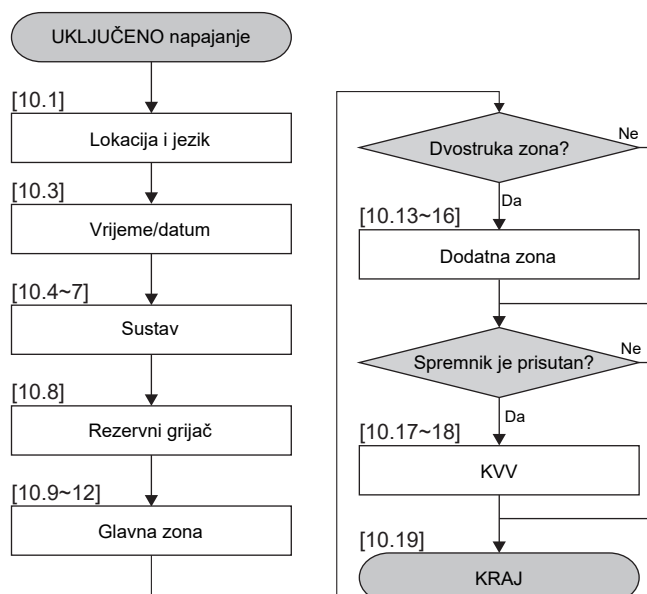 UKLJUČENO napajanje
[10.1]
Lokacija i jezik
[10.3]
Vrijeme/datum
[10.4~7]
Sustav
[10.8]
Rezervni grijač
[10.9~12]
Glavna zona
Dvostruka zona?
Ne
Da
[10.13~16]
Dodatna zona
Spremnik je prisutan?
Ne
Da
[10.17~18]
KVV
[10.19]
KRAJ